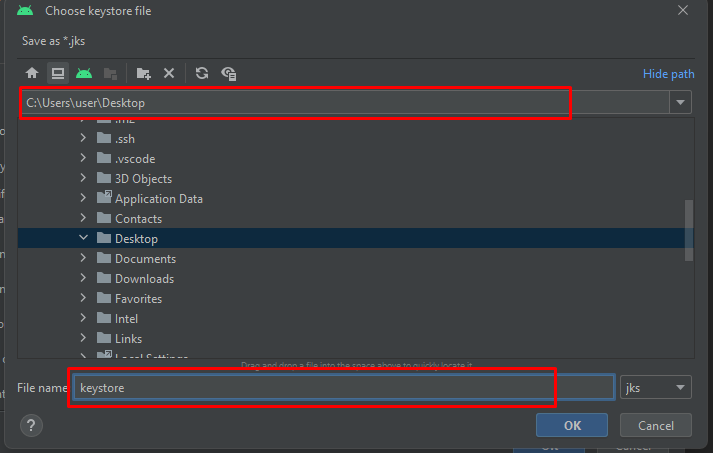 Choose keystore file
Save as *.jks
Hide path
C:\Users\user\Desktop
.ssh
.vscode
3D Objects
Application Data
Contacts
Desktop
Documents
Downloads
Favorites
Intel
Links
Local Settings
Drag and drop a file into the space above to quickly locate it
File name
keystore
jks
?
OK
Cancel